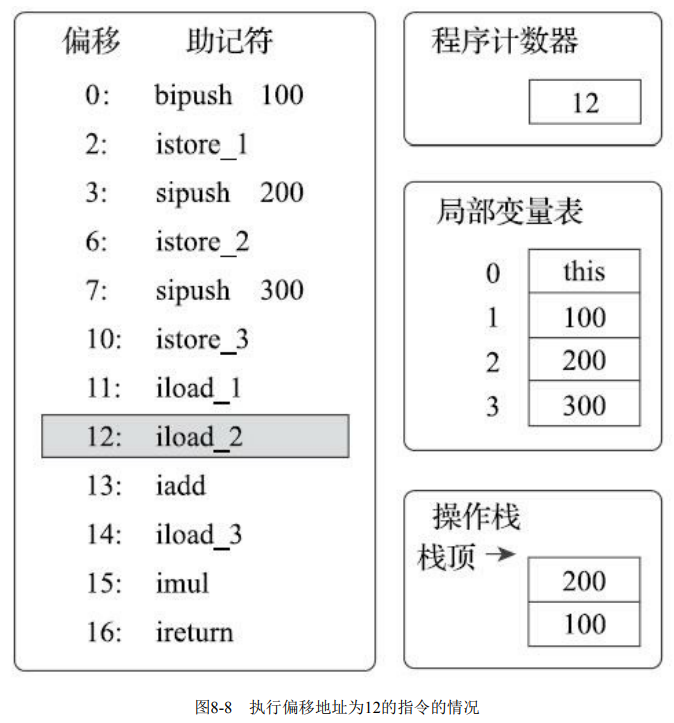 偏移 助记符
0: bipush 100
2: istore_1
3: sipush 200
6: istore_2
7: sipush 300
10: istore_3
11: iload_1
12: iload_2
13: iadd
14: iload_3
15: imul
16: ireturn
程序计数器
12
局部变量表
0 this
1 100
2 200
3 300
操作栈
栈顶
200
100
图8-8 执行偏移地址为12的指令的情况